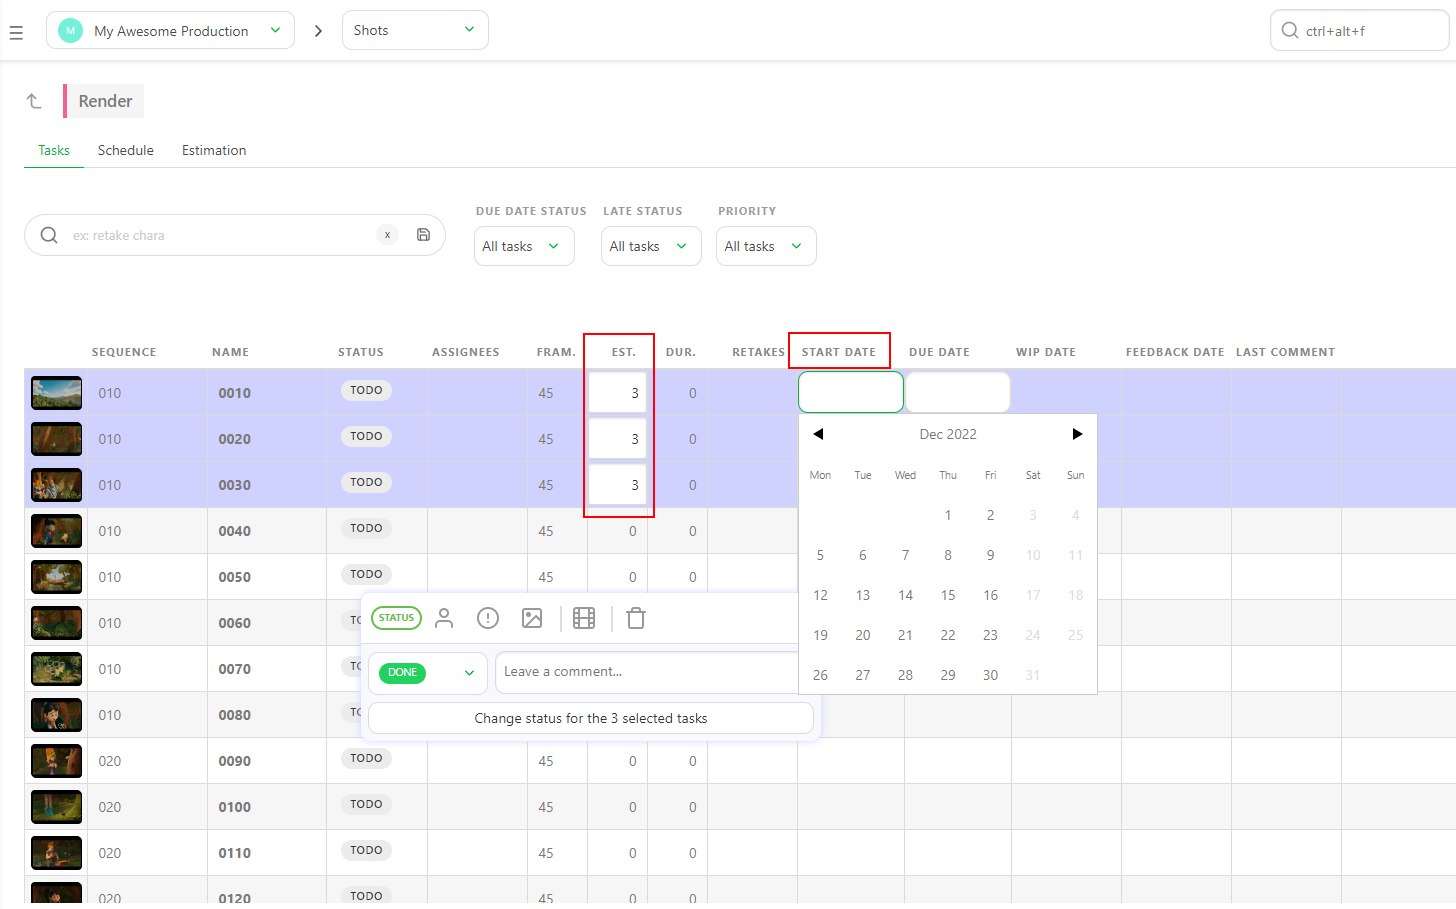 M My Awesome Production Shots ctrl+alt+f
Render
Tasks Schedule Estimation
DUE DATE STATUS LATE STATUS PRIORITY
ex: retake chara x All tasks All tasks All tasks
SEQUENCE NAME STATUS ASSIGNEES FRAM. EST. DUR. RETAKES START DATE DUE DATE WIP DATE FEEDBACK DATE LAST COMMENT
010 0010 TODO 45 3 0
010 0020 TODO 45 3 0
010 0030 TODO 45 3 0
010 0040 TODO 45 0 0
010 0050 TODO 45 0 0
010 0060 TO
010 0070 TO
010 0080 TO
020 0090 TODO 45 0 0
020 0100 TODO 45 0 0
020 0110 TODO 45 0 0
020 0120 TODO 45 0 0
Dec 2022
Mon Tue Wed Thu Fri Sat Sun
1 2 3 4
5 6 7 8 9 10 11
12 13 14 15 16 17 18
19 20 21 22 23 24 25
26 27 28 29 30 31
STATUS
DONE Leave a comment...
Change status for the 3 selected tasks